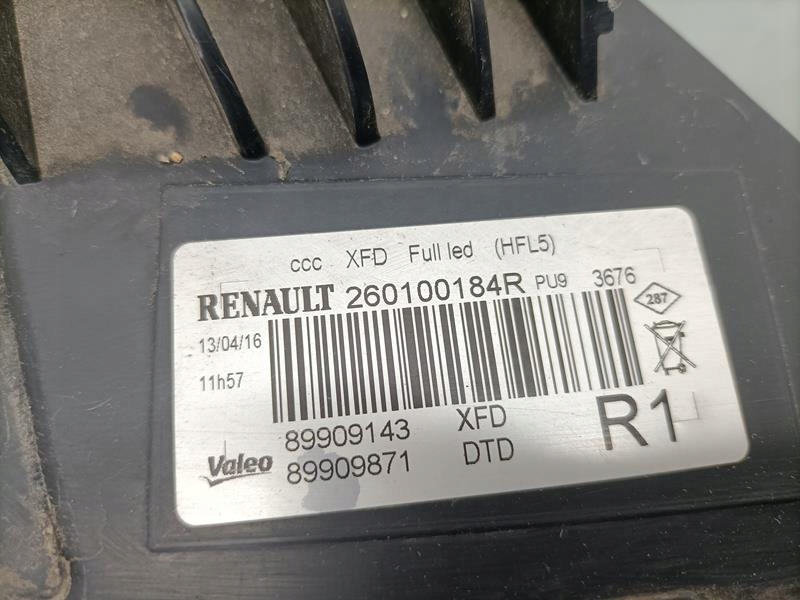 ccc XFD Full led (HFL5)
RENAULT 260100184R PU9 3676
287
13/04/16
11h57
89909143 XFD
Valeo 89909871 DTD
R1